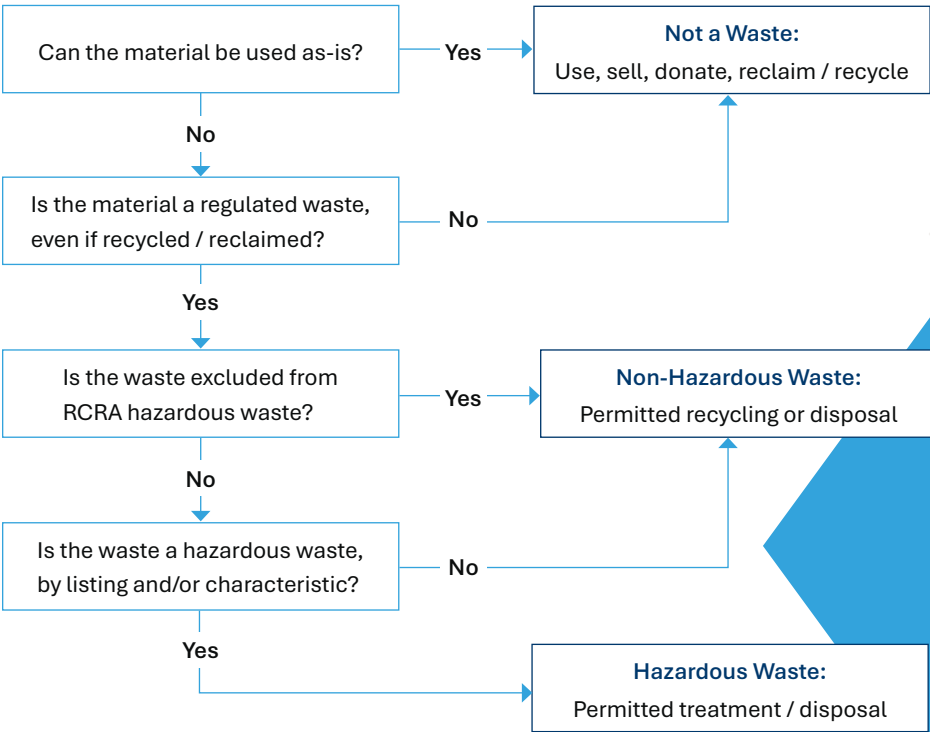 Can the material be used as-is?
Yes
Not a Waste:
Use, sell, donate, reclaim / recycle
No
Is the material a regulated waste,
even if recycled / reclaimed?
No
Yes
Is the waste excluded from
RCRA hazardous waste?
Yes
Non-Hazardous Waste:
Permitted recycling or disposal
No
Is the waste a hazardous waste,
by listing and/or characteristic?
No
Yes
Hazardous Waste:
Permitted treatment / disposal